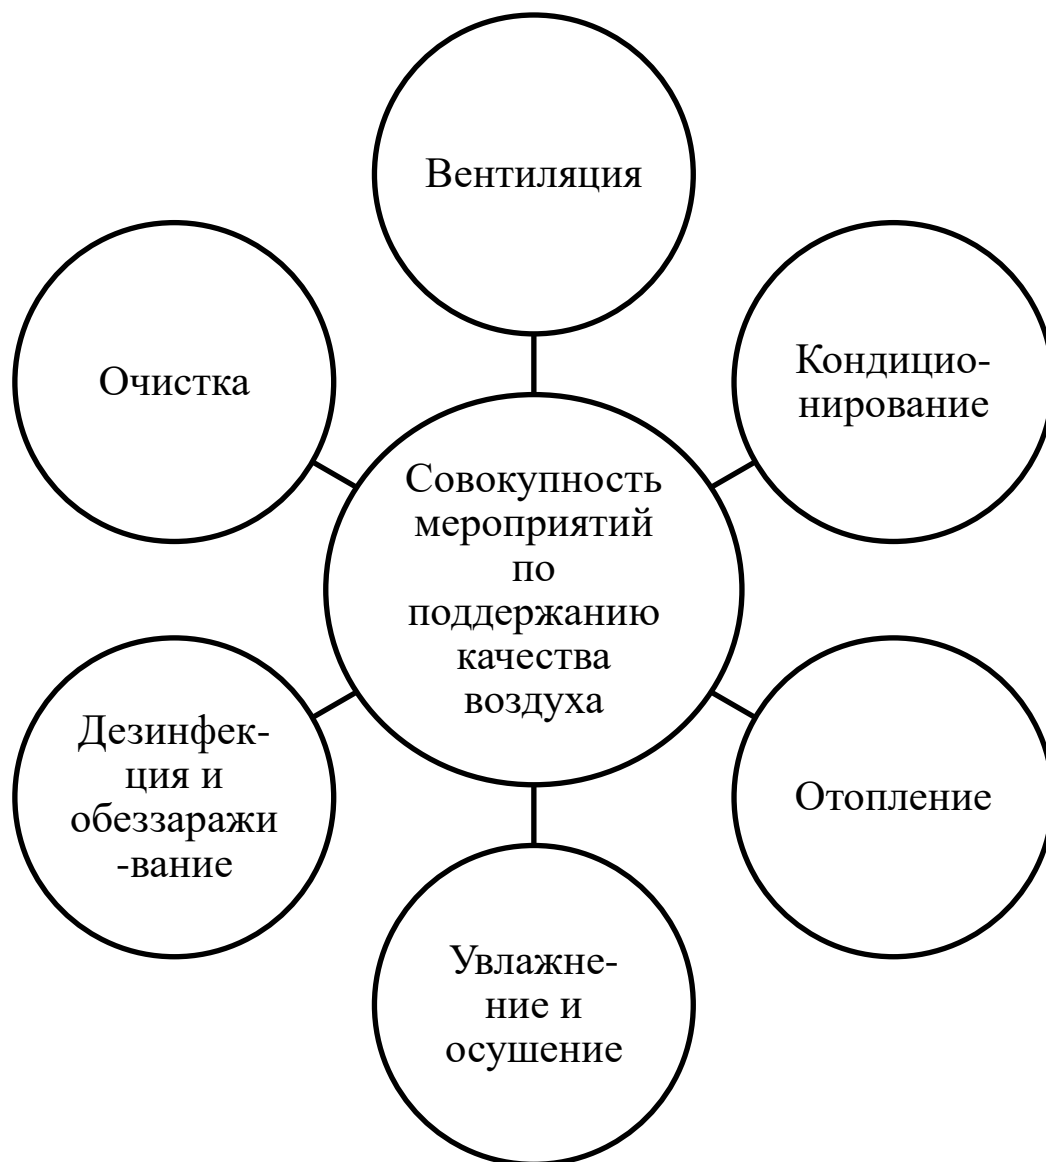 Вентиляция
Кондицио-
нирование
Очистка
Совокупность
мероприятий
по
поддержанию
качества
воздуха
Дезинфек-
ция и
обеззаражи
-вание
Отопление
Увлажне-
ние и
осушение